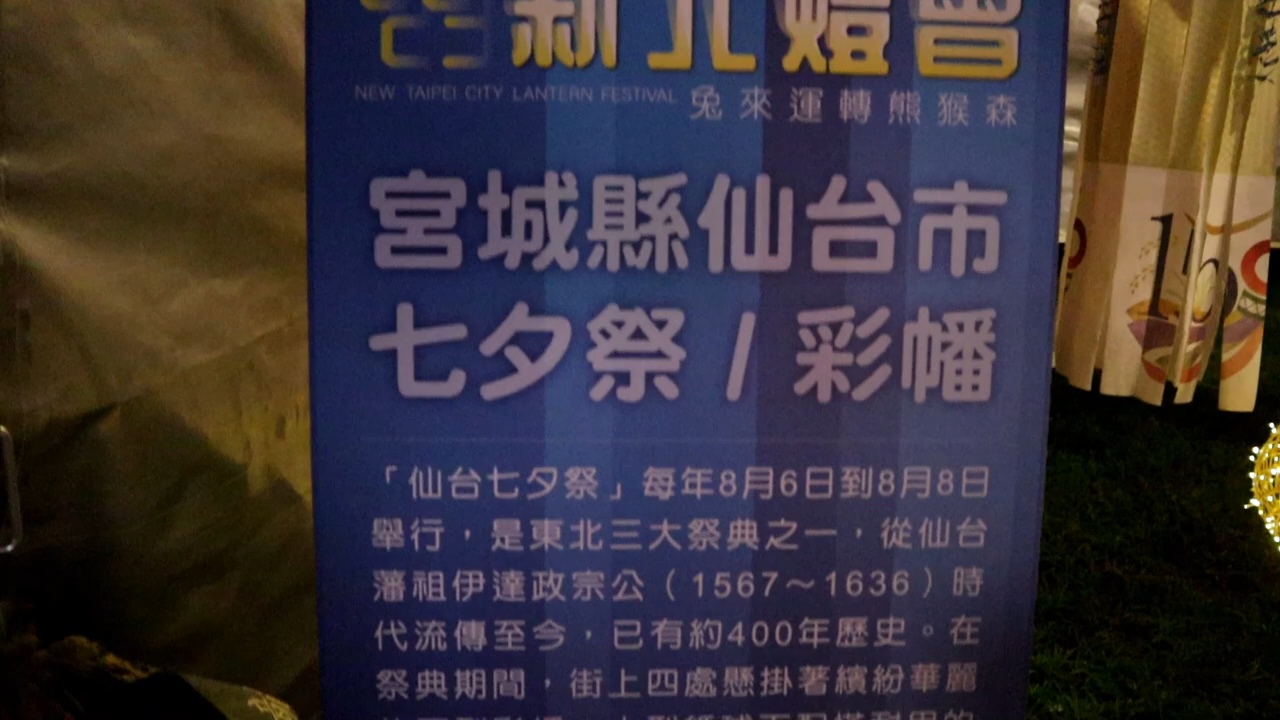 23 新北燈會
NEW TAIPEI CITY LANTERN FESTIVAL 兔來運轉熊猴森
宮城縣仙台市
七夕祭 / 彩幡
「仙台七夕祭」每年8月6日到8月8日
舉行，是東北三大祭典之一，從仙台
藩祖伊達政宗公（1567～1636）時
代流傳至今，已有約400年歷史。在
祭典期間，街上四處懸掛著繽紛華麗